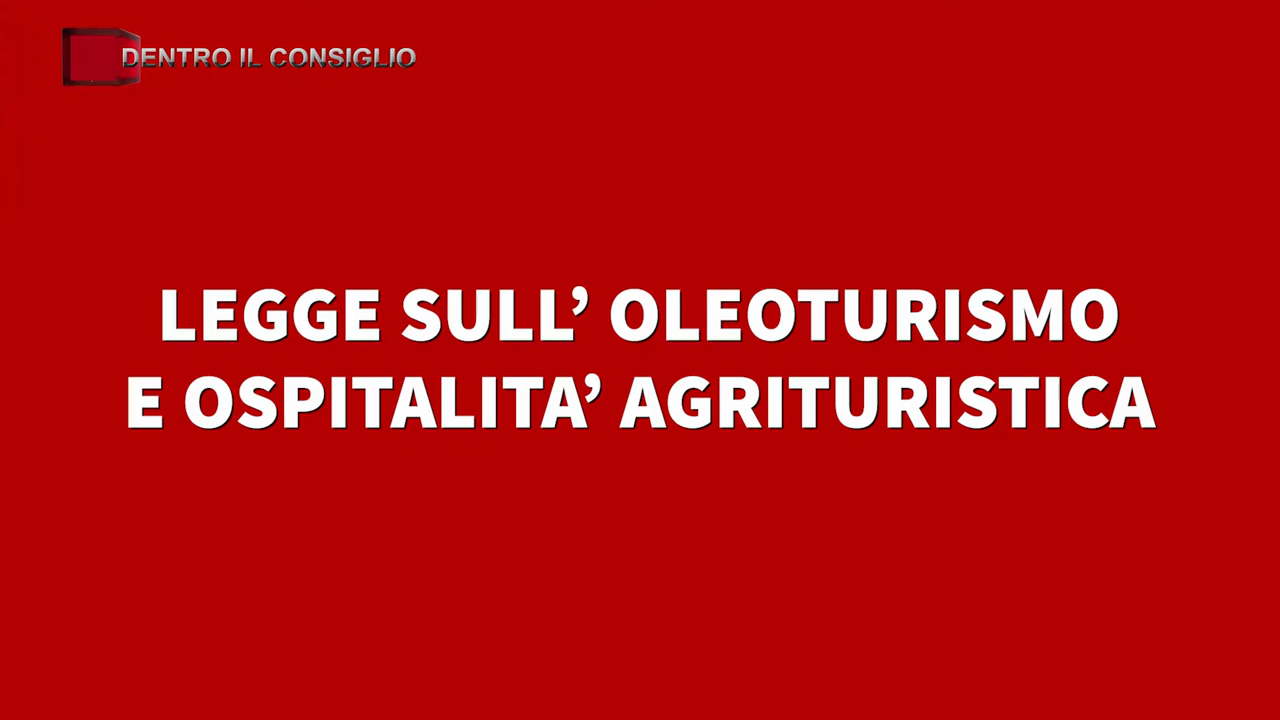 DENTRO IL CONSIGLIO
LEGGE SULL’ OLEOTURISMO
E OSPITALITA’ AGRITURISTICA